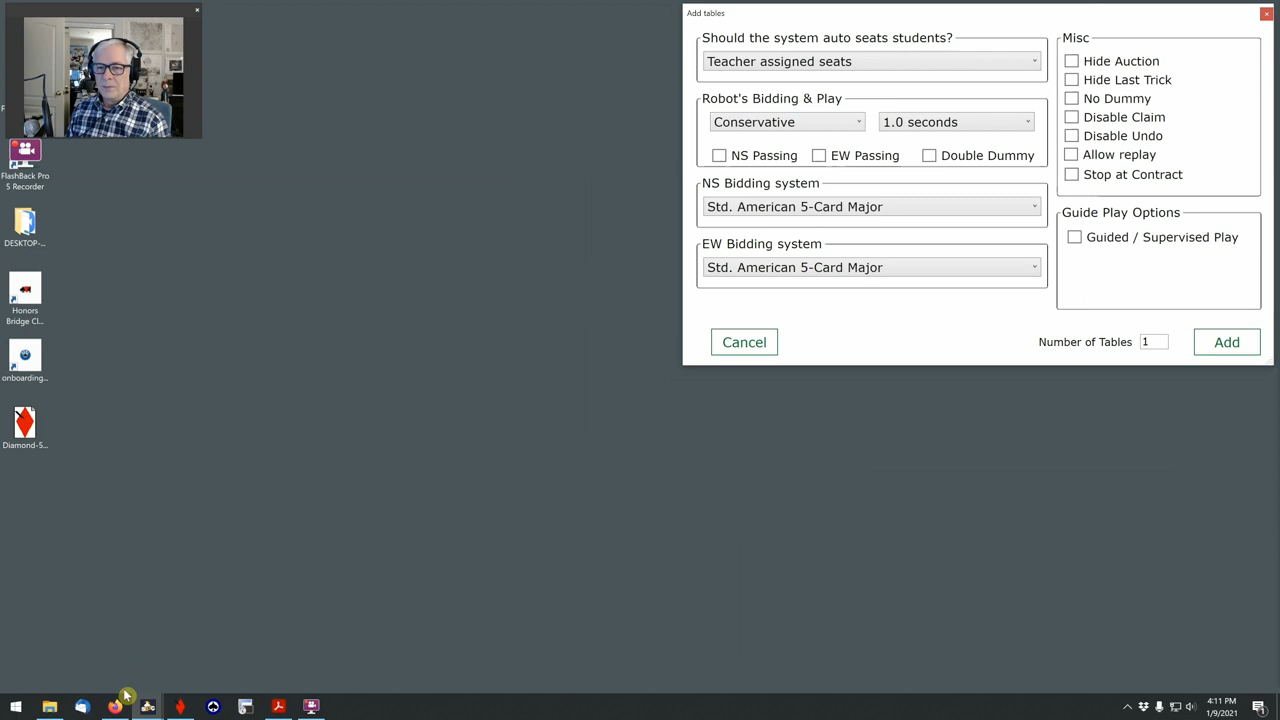 Add tables
Should the system auto seats students?
Teacher assigned seats
Robot's Bidding & Play
Conservative
1.0 seconds
NS Passing
EW Passing
Double Dummy
NS Bidding system
Std. American 5-Card Major
EW Bidding system
Std. American 5-Card Major
Misc
Hide Auction
Hide Last Trick
No Dummy
Disable Claim
Disable Undo
Allow replay
Stop at Contract
Guide Play Options
Guided / Supervised Play
Cancel
Number of Tables 1
Add
FlashBack Pro
5 Recorder
DESKTOP-...
Honors
Bridge Cl...
onboarding...
Diamond-5...
4:11 PM
1/9/2021